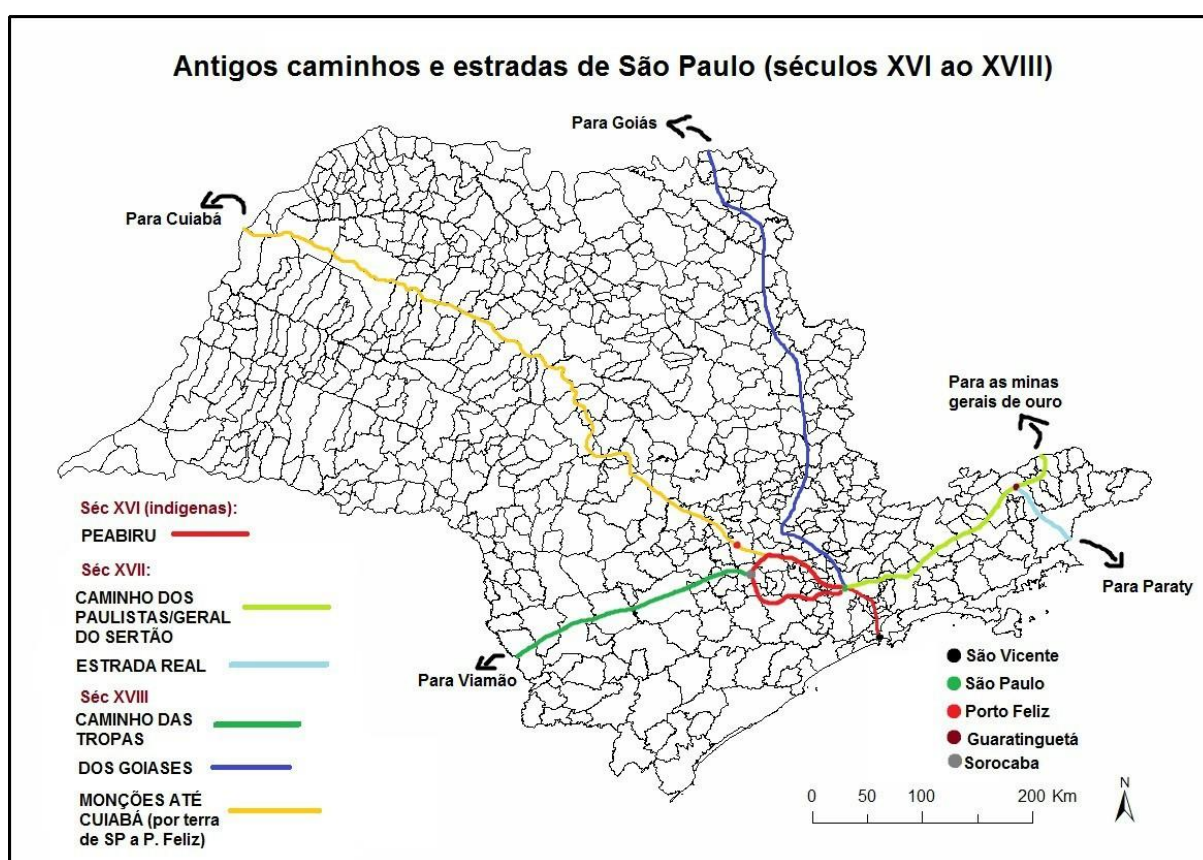 Antigos caminhos e estradas de São Paulo (séculos XVI ao XVIII)
Para Goiás
Para Cuiabá
Para as minas
gerais de ouro
Para Paraty
Para Viamão
Séc XVI (indígenas):
PEABIRU
Séc XVII:
CAMINHO DOS
PAULISTAS/GERAL
DO SERTÃO
ESTRADA REAL
Séc XVIII
CAMINHO DAS
TROPAS
DOS GOIASES
MONÇÕES ATÉ
CUIABÁ (por terra
de SP a P. Feliz)
São Vicente
São Paulo
Porto Feliz
Guaratinguetá
Sorocaba
0 50 100 200 Km
N